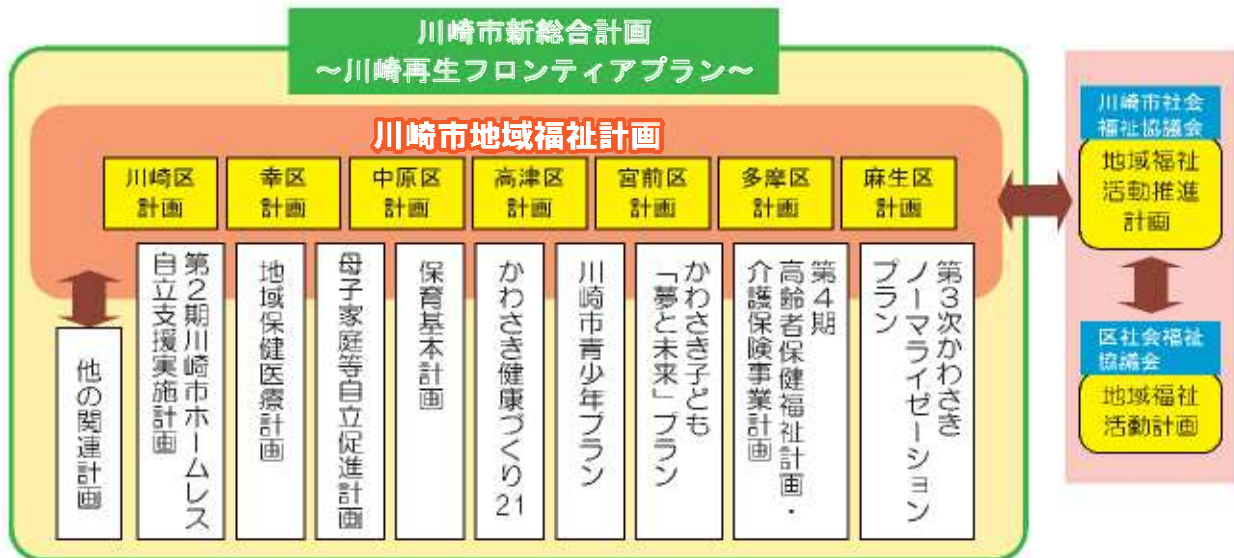 川崎市新総合計画
～川崎再生フロンティアプラン～
川崎市地域福祉計画
川崎区
計画
幸区
計画
中原区
計画
高津区
計画
宮前区
計画
多摩区
計画
麻生区
計画
第3次かわさき
ノーマライゼーション
プラン
第4期
高齢者保健福祉計画・
介護保険事業計画
かわさき子ども
「夢と未来」プラン
川崎市青少年プラン
かわさき健康づくり21
保育基本計画
母子家庭等自立促進計画
地域保健医療計画
第2期川崎市ホームレス
自立支援実施計画
他の関連計画
川崎市社会
福祉協議会
地域福祉
活動推進
計画
区社会福祉
協議会
地域福祉
活動計画